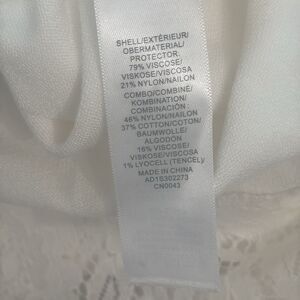 SHELL/EXTÉRIEUR/
OBERMATERIAL/
PROTECTOR:
79% VISCOSE/
VISKOSE/VISCOSA
21% NYLON/NAILON
COMBO/COMBINÉ/
KOMBINATION/
COMBINACIÓN:
46% NYLON/NAILON
37% COTTON/COTON/
BAUMWOLLE/
ALGODÓN
16% VISCOSE/
VISKOSE/VISCOSA
1% LYOCELL (TENCEL)/
MADE IN CHINA
AD1S302273
CN0043